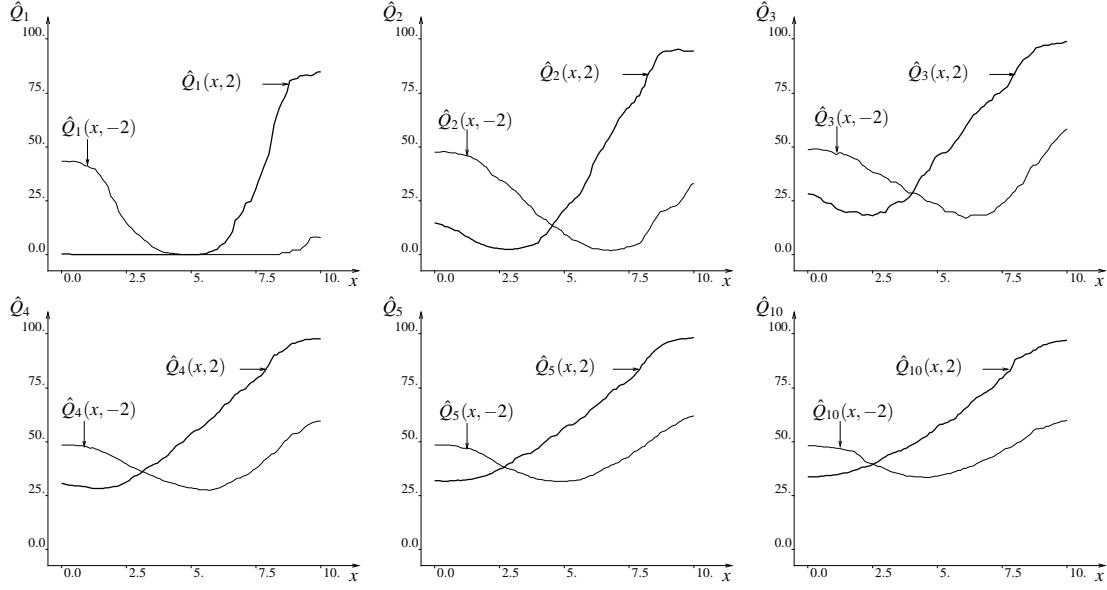 Q̂₁
100.
75.
50.
25.
0.0
Q̂₁(x, 2)
Q̂₁(x, −2)
0.0 2.5 5. 7.5 10. x
Q̂₂
100.
75.
50.
25.
0.0
Q̂₂(x, 2)
Q̂₂(x, −2)
0.0 2.5 5. 7.5 10. x
Q̂₃
100.
75.
50.
25.
0.0
Q̂₃(x, 2)
Q̂₃(x, −2)
0.0 2.5 5. 7.5 10. x
Q̂₄
100.
75.
50.
25.
0.0
Q̂₄(x, 2)
Q̂₄(x, −2)
0.0 2.5 5. 7.5 10. x
Q̂₅
100.
75.
50.
25.
0.0
Q̂₅(x, 2)
Q̂₅(x, −2)
0.0 2.5 5. 7.5 10. x
Q̂₁₀
100.
75.
50.
25.
0.0
Q̂₁₀(x, 2)
Q̂₁₀(x, −2)
0.0 2.5 5. 7.5 10. x